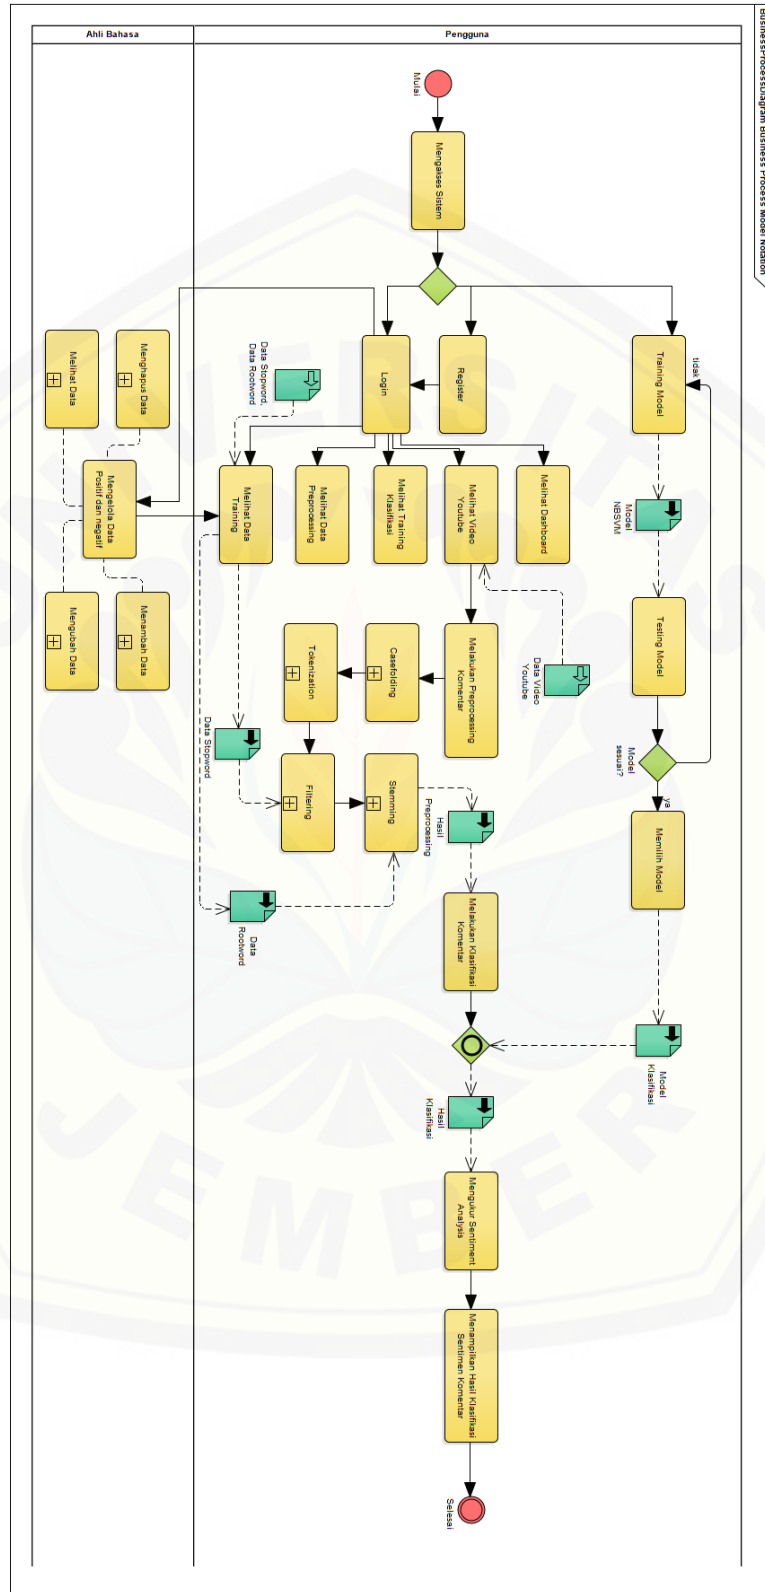 BusinessProcessDiagram Business Process Model Notation
Ahli Bahasa
Pengguna
Mulai
Mengakses Sistem
Training Model
tidak
Register
Login
Data Stopword,
Data Rootword
Menghapus Data
Melihat Data
Mengelola Data
Positif dan negatif
Menambah Data
Mengubah Data
Melihat Data
Training
Melihat Data
Preprocessing
Melihat Training
Klasifikasi
Melihat Video
Youtube
Melihat Dashboard
Model
NBSVM
Testing Model
Data Video
Youtube
Melakukan Preprocessing
Komentar
Casefolding
Tokenization
Data Stopword
Filtering
Stemming
Hasil
Preprocessing
Model
sesuai?
ya
Memilih Model
Data
Rootword
Melakukan Klasifikasi
Komentar
Model
Klasifikasi
Hasil
Klasifikasi
Mengukur Sentiment
Analysis
Menampilkan Hasil Klasifikasi
Sentimen Komentar
Selesai
UNIVERSITAS
JEMBER